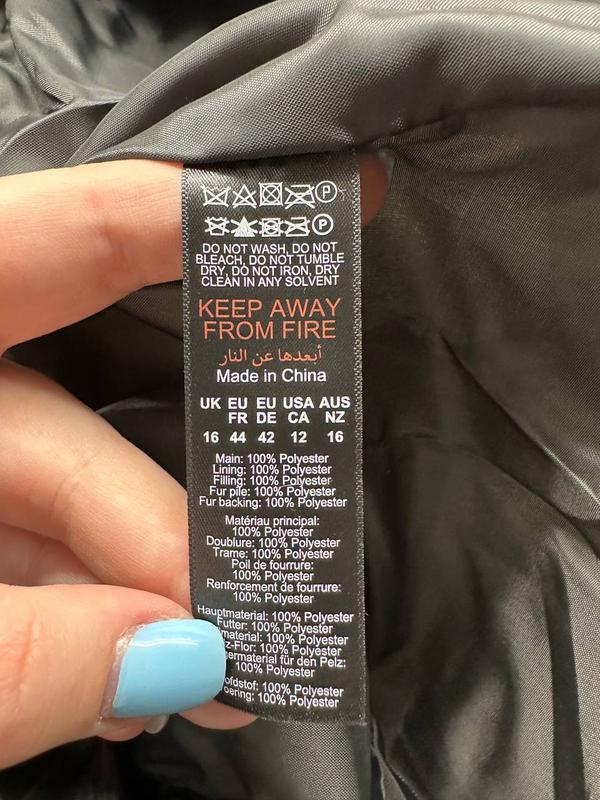 P
P
DO NOT WASH, DO NOT
BLEACH, DO NOT TUMBLE
DRY, DO NOT IRON, DRY
CLEAN IN ANY SOLVENT
KEEP AWAY
FROM FIRE
أبعدها عن النار
Made in China
UK EU EU USA AUS
FR DE CA NZ
16 44 42 12 16
Main: 100% Polyester
Lining: 100% Polyester
Filling: 100% Polyester
Fur pile: 100% Polyester
Fur backing: 100% Polyester
Matériau principal:
100% Polyester
Doublure: 100% Polyester
Trame: 100% Polyester
Poil de fourrure:
100% Polyester
Renforcement de fourrure:
100% Polyester
Hauptmaterial: 100% Polyester
Futter: 100% Polyester
100% Polyester
100% Polyester
für den Pelz:
100% Polyester
100% Polyester
100% Polyester